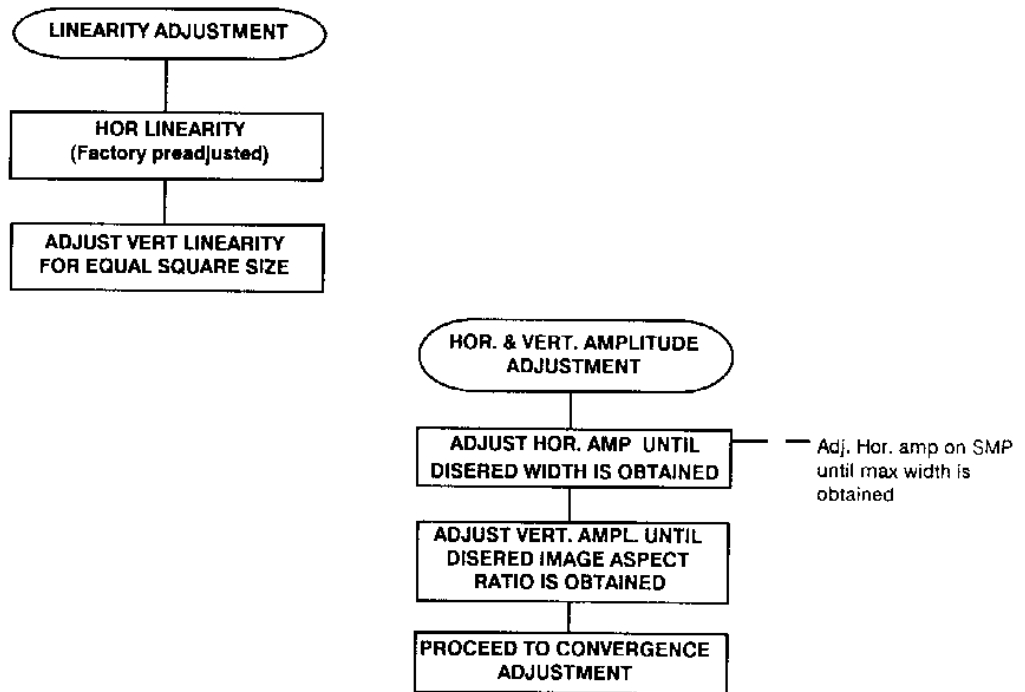 LINEARITY ADJUSTMENT
HOR LINEARITY
(Factory preadjusted)
ADJUST VERT LINEARITY
FOR EQUAL SQUARE SIZE
HOR. & VERT. AMPLITUDE
ADJUSTMENT
ADJUST HOR. AMP UNTIL
DISERED WIDTH IS OBTAINED
Adj. Hor. amp on SMP
until max width is
obtained
ADJUST VERT. AMPL. UNTIL
DISERED IMAGE ASPECT
RATIO IS OBTAINED
PROCEED TO CONVERGENCE
ADJUSTMENT